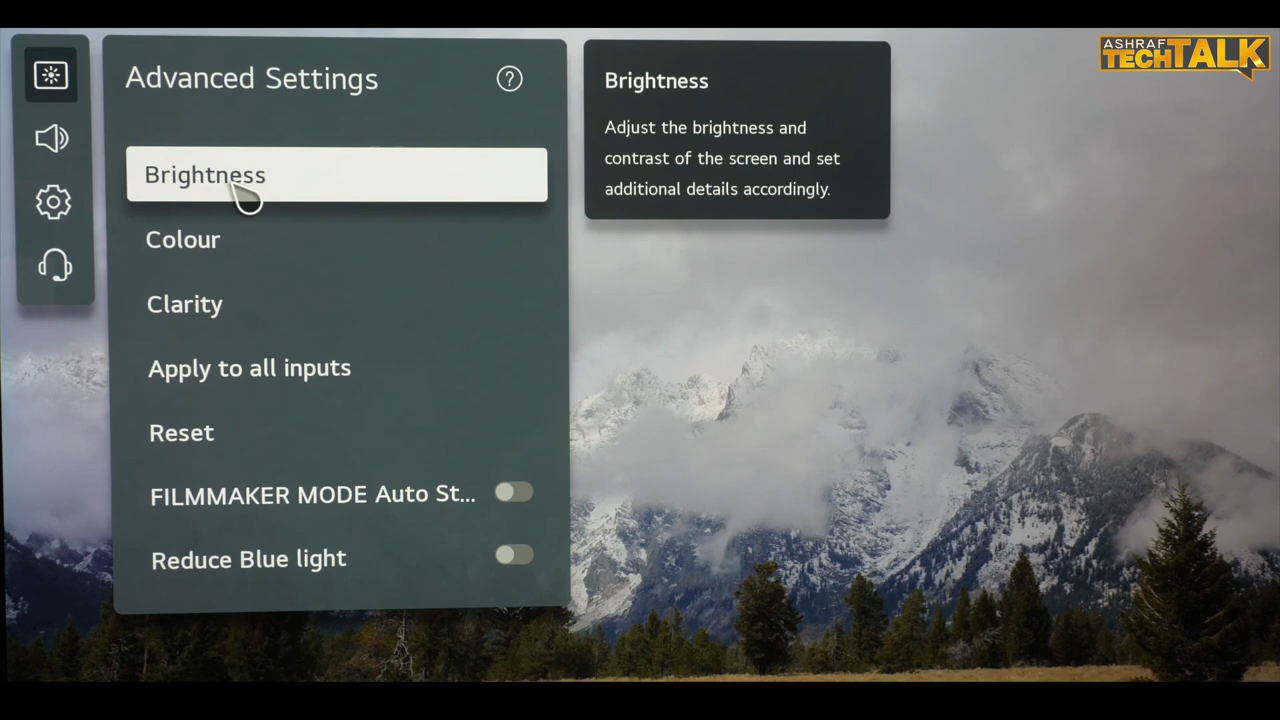 ASHRAF
TECHTALK
Advanced Settings
?
Brightness
Colour
Clarity
Apply to all inputs
Reset
FILMMAKER MODE Auto St...
Reduce Blue light
Brightness
Adjust the brightness and
contrast of the screen and set
additional details accordingly.